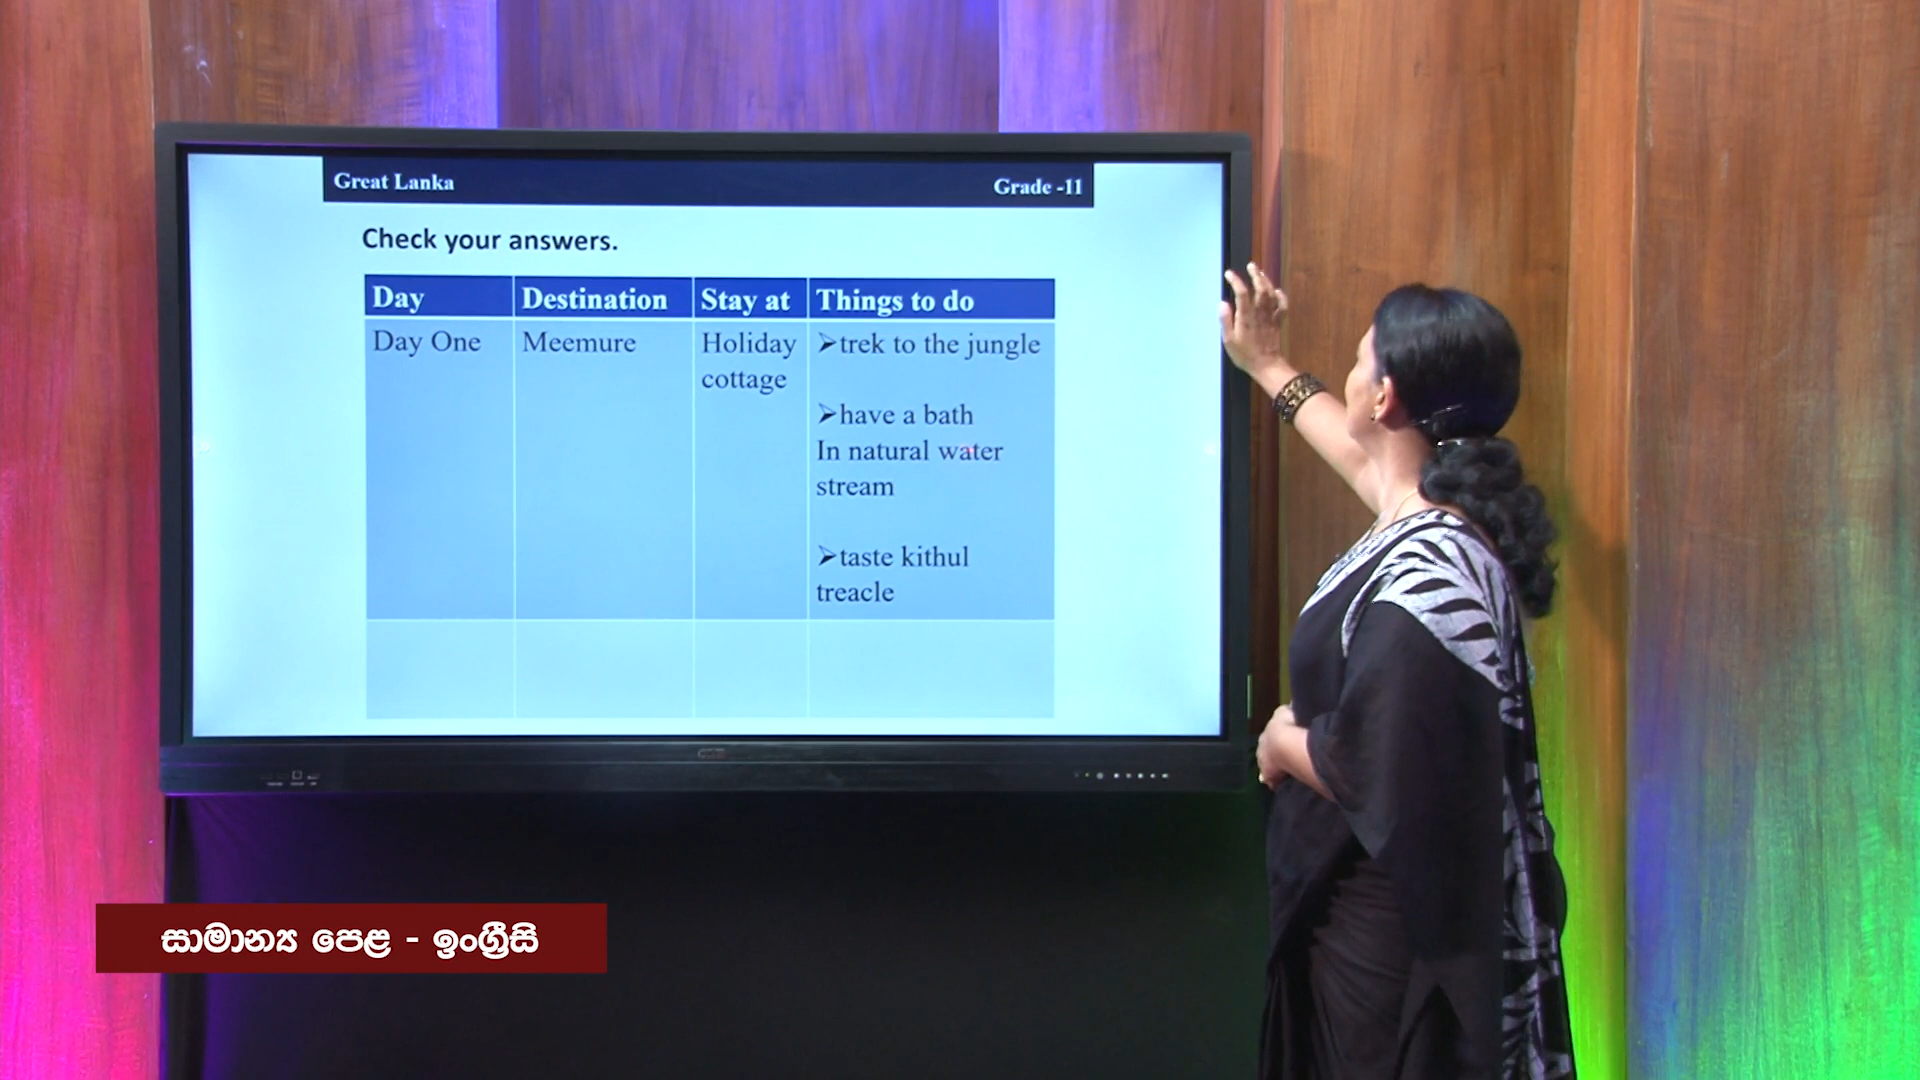 Great Lanka
Grade -11
Check your answers.
Day Destination Stay at Things to do
Day One Meemure Holiday cottage
➢trek to the jungle
➢have a bath
In natural water
stream
➢taste kithul
treacle
සාමාන්‍ය පෙළ - ඉංග්‍රීසි